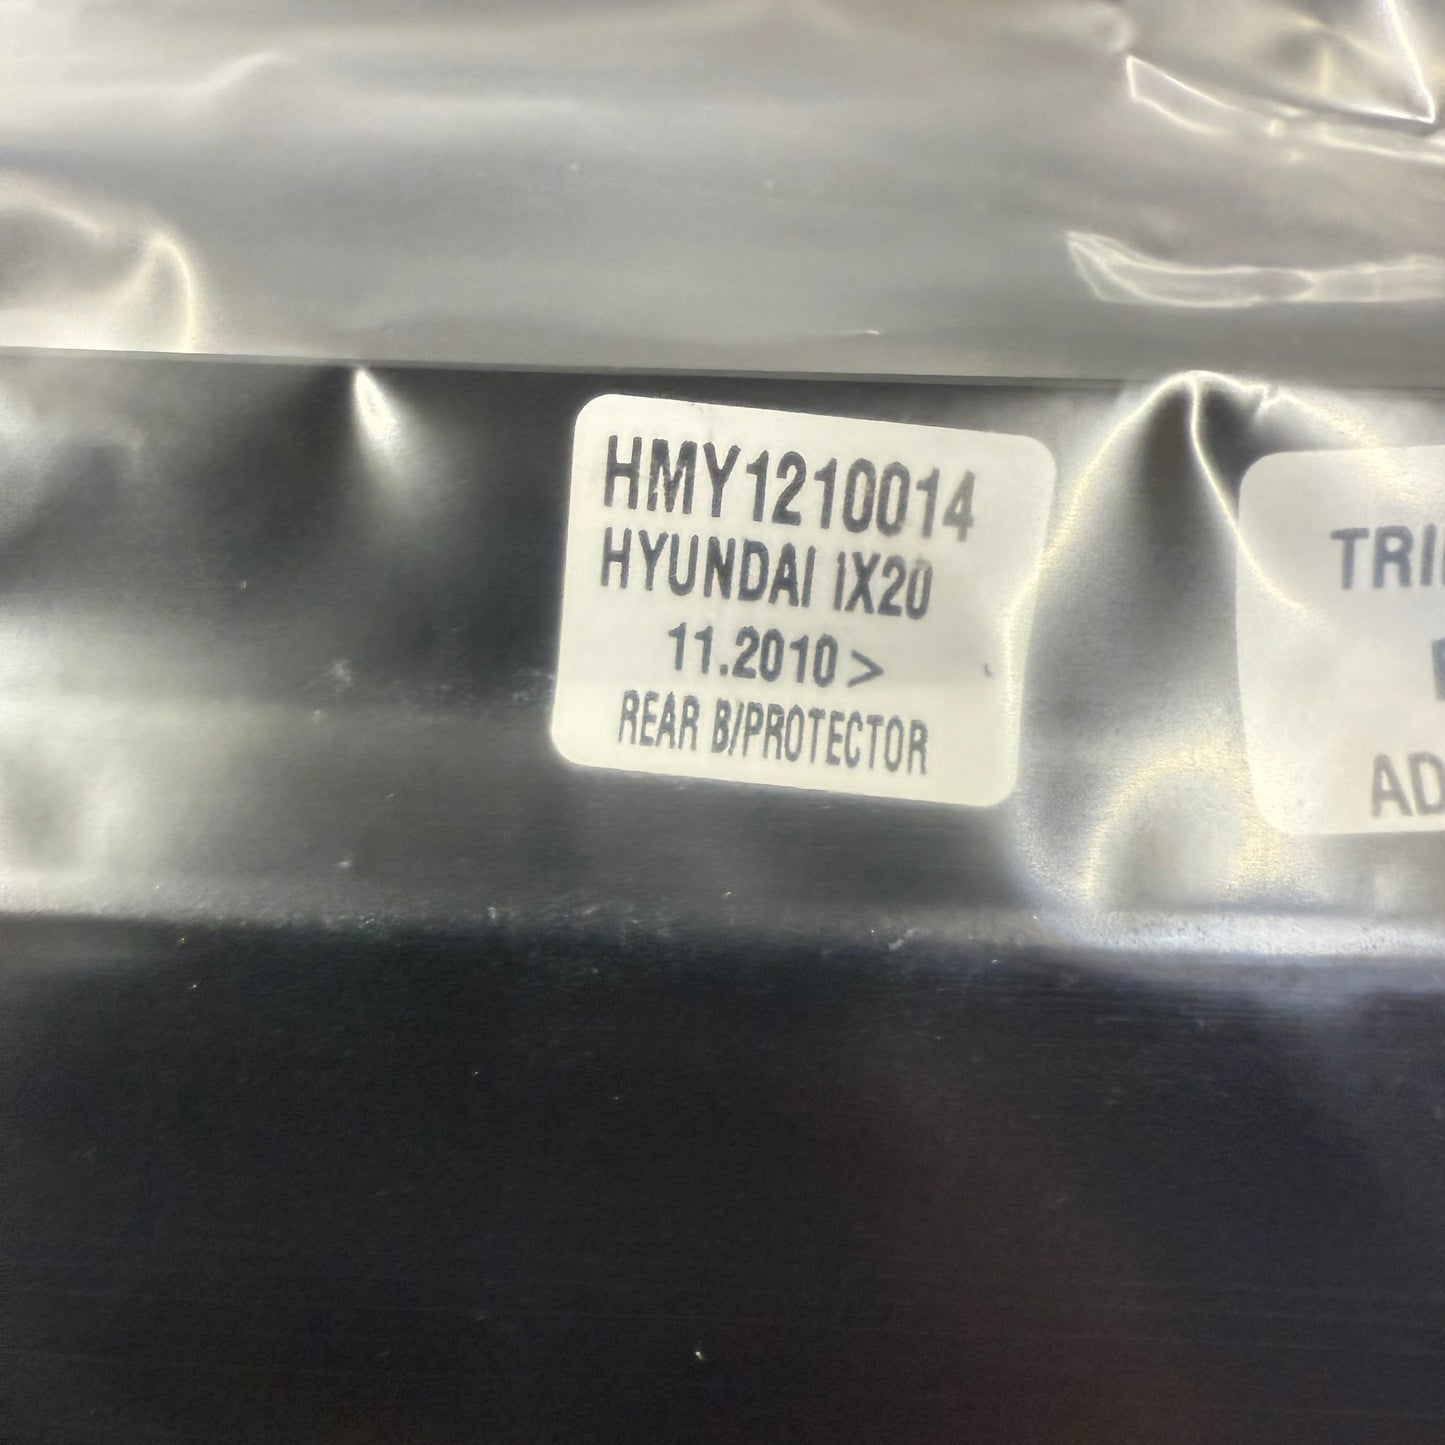 HMY1210014
HYUNDAI IX20
11.2010>
REAR B/PROTECTOR